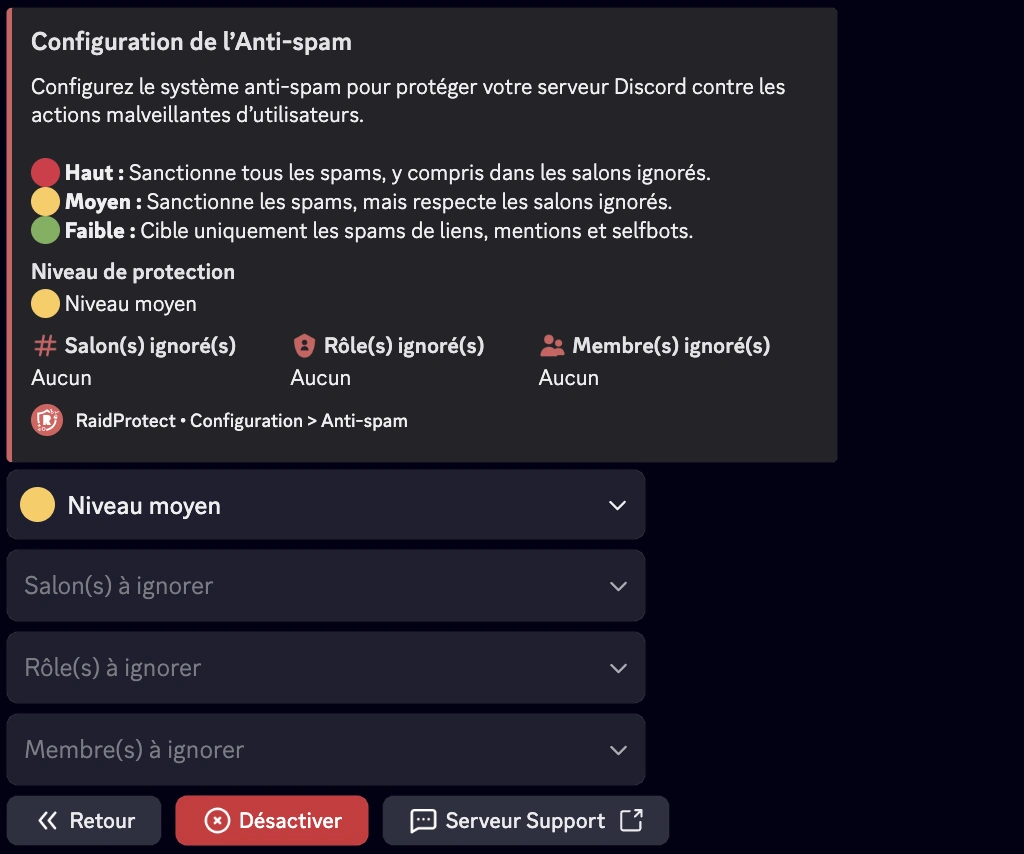 Configuration de l’Anti-spam
Configurez le système anti-spam pour protéger votre serveur Discord contre les
actions malveillantes d’utilisateurs.
Haut : Sanctionne tous les spams, y compris dans les salons ignorés.
Moyen : Sanctionne les spams, mais respecte les salons ignorés.
Faible : Cible uniquement les spams de liens, mentions et selfbots.
Niveau de protection
Niveau moyen
Salon(s) ignoré(s) Rôle(s) ignoré(s) Membre(s) ignoré(s)
Aucun Aucun Aucun
RaidProtect • Configuration > Anti-spam
Niveau moyen
Salon(s) à ignorer
Rôle(s) à ignorer
Membre(s) à ignorer
Retour Désactiver Serveur Support